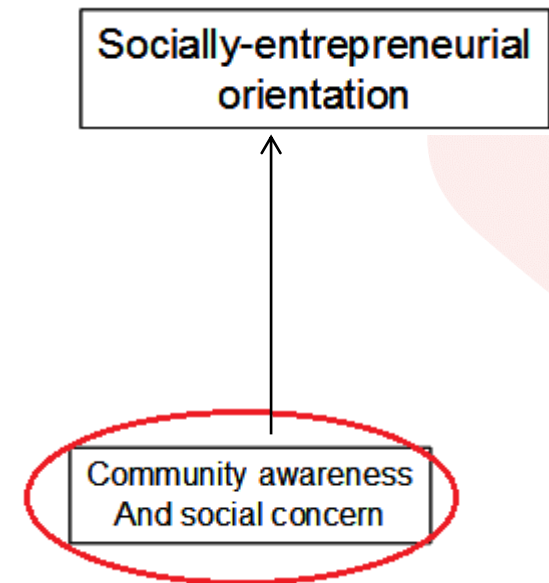 Socially-entrepreneurial
orientation
Community awareness
And social concern